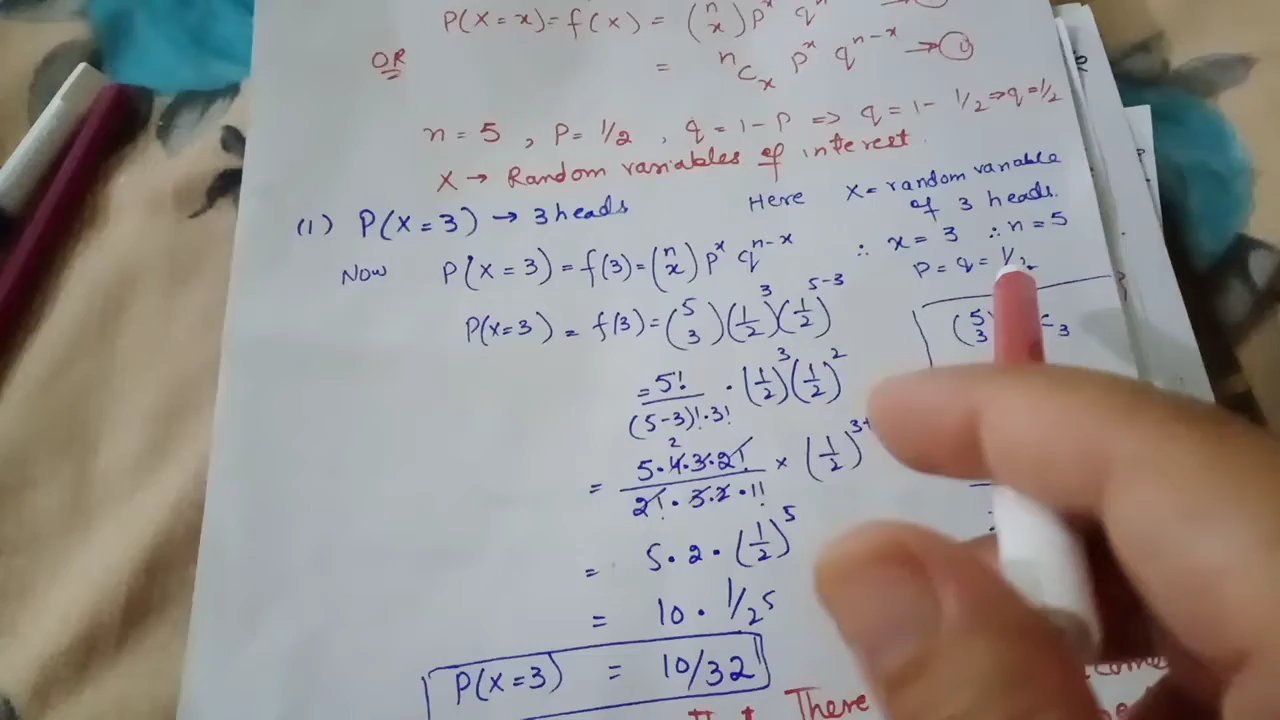 P(X=x) = f(x) = (n x) p^x q^n
OR
= nCx p^x q^n-x →
n = 5 , P = 1/2 , q = 1-P => q = 1- 1/2 => q=1/2
X → Random variables of interest.
(1) P(X=3) → 3 heads
Here X = random variable
of 3 heads.
∴ x = 3 ∴ n = 5
P = q = 1/2
Now P(X=3) = f(3) = (n x) p^x q^n-x
P(X=3) = f(3) = (5 3) (1/2)^3 (1/2)^5-3
(5 3) C3
= 5!/(5-3)!·3! · (1/2)^3 (1/2)^2
= 5·4·3·2!/2!·3·2·1! × (1/2)^3+
2
= 5·2·(1/2)^5
= 10 · 1/2^5
P(X=3) = 10/32
There